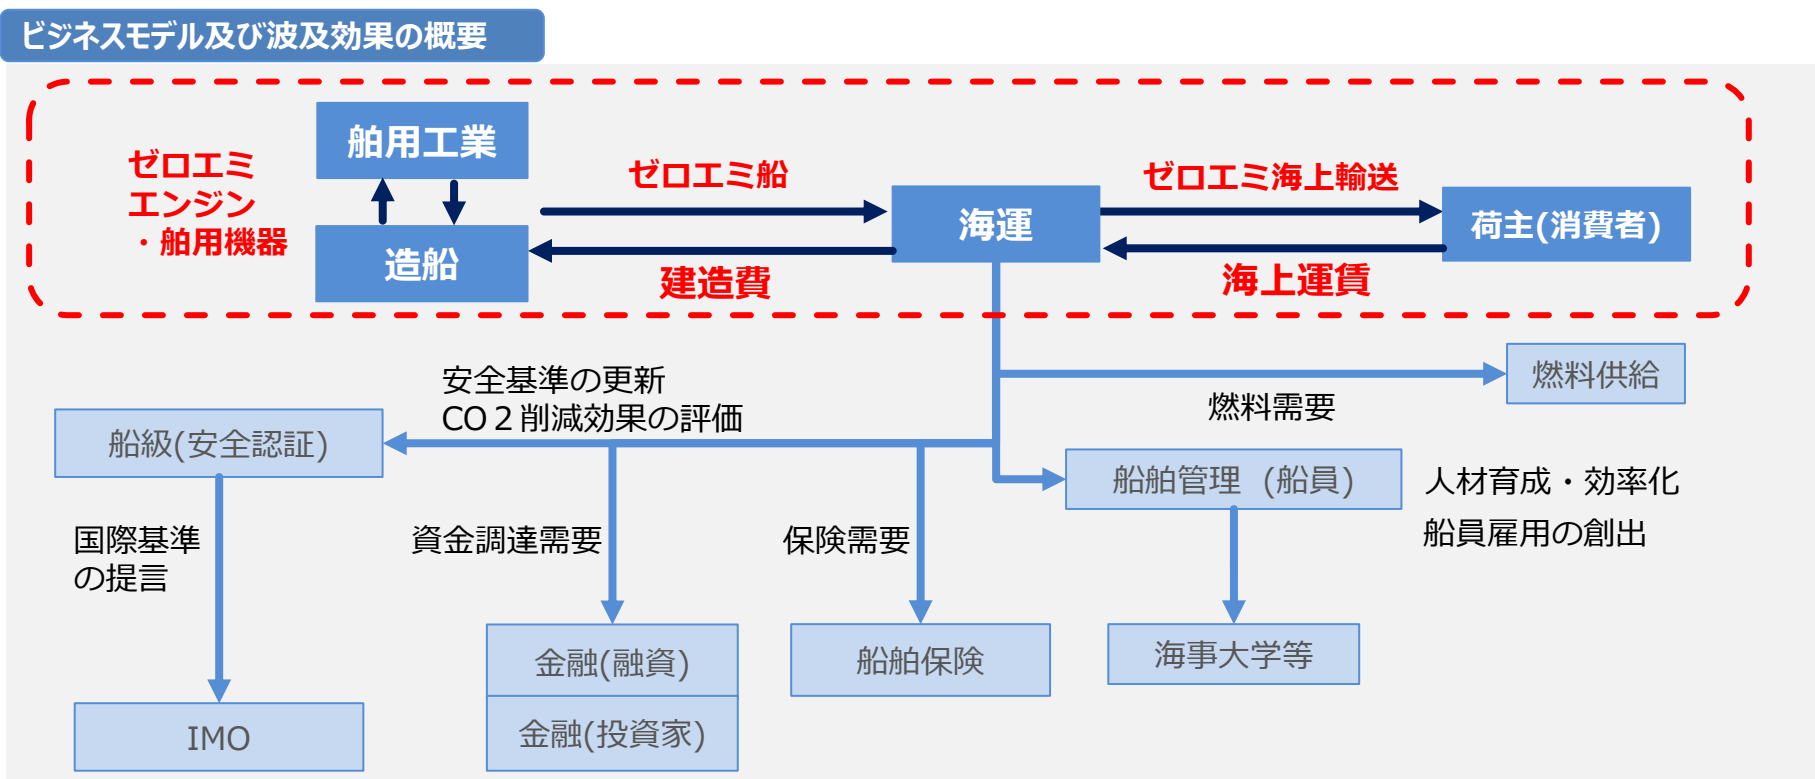 ビジネスモデル及び波及効果の概要
舶用工業
ゼロエミ
エンジン
・舶用機器
ゼロエミ船
ゼロエミ海上輸送
海運
荷主(消費者)
造船
建造費
海上運賃
燃料供給
安全基準の更新
CO２削減効果の評価
燃料需要
船級(安全認証)
船舶管理 (船員)
人材育成・効率化
船員雇用の創出
国際基準
の提言
資金調達需要
保険需要
金融(融資)
船舶保険
海事大学等
IMO
金融(投資家)